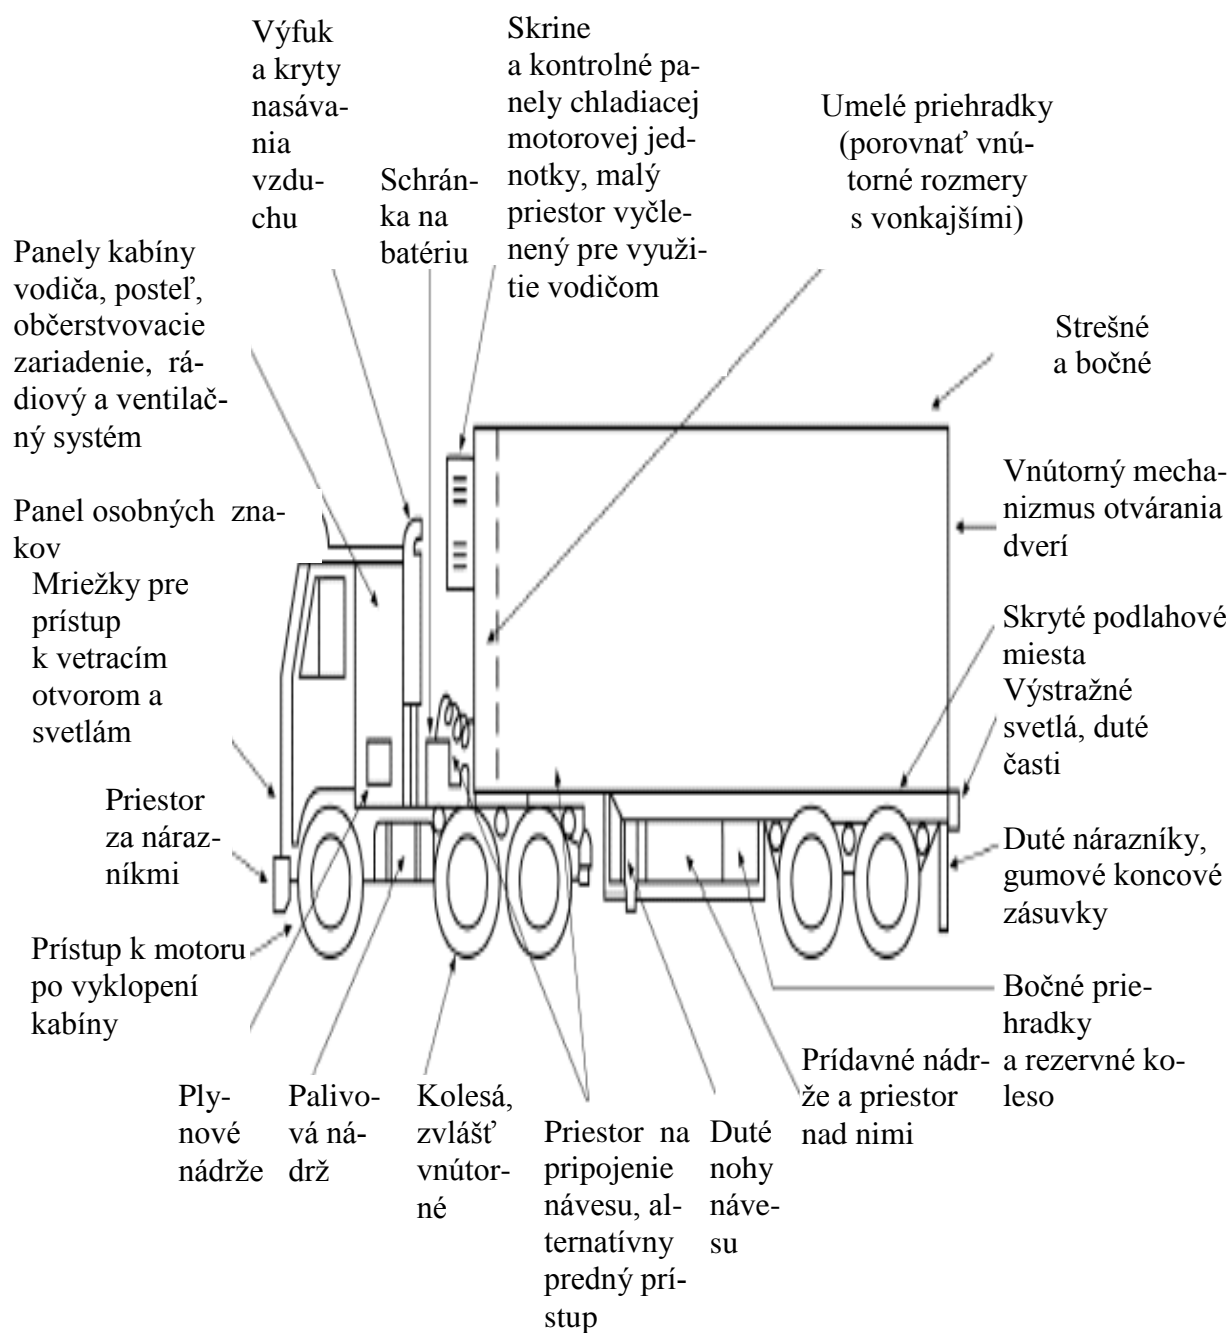 Výfuk
a kryty
nasáva-
nia
vzdu-
chu
Skrine
a kontrolné pa-
nely chladiacej
motorovej jed-
notky, malý
priestor vyčle-
nený pre využi-
tie vodičom
Umelé priehradky
(porovnať vnú-
torné rozmery
s vonkajšími)
Schrán-
ka na
batériu
Panely kabíny
vodiča, posteľ,
občerstvovacie
zariadenie, rá-
diový a ventilač-
ný systém
Strešné
a bočné
Vnútorný mecha-
nizmus otvárania
dverí
Panel osobných zna-
kov
Mriežky pre
prístup
k vetracím
otvorom a
svetlám
Skryté podlahové
miesta
Výstražné
svetlá, duté
časti
Priestor
za náraz-
níkmi
Duté nárazníky,
gumové koncové
zásuvky
Prístup k motoru
po vyklopení
kabíny
Bočné prie-
hradky
a rezervné ko-
leso
Prídavné nádr-
že a priestor
nad nimi
Ply-
nové
nádrže
Palivo-
vá ná-
drž
Kolesá,
zvlášť
vnútor-
né
Priestor na
pripojenie
návesu, al-
ternatívny
predný prí-
stup
Duté
nohy
náve-
su